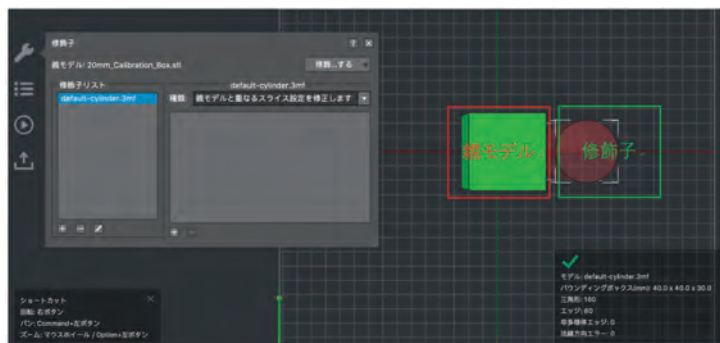 修飾子
? ×
親モデル: 20mm_Calibration_Box.stl
修飾...する
修飾子リスト
default-cylinder.3mf
default-cylinder.3mf
種類: 親モデルと重なるスライス設定を修正します
親モデル
修飾子
ショートカット ×
回転: 右ボタン
パン: Command+左ボタン
ズーム: マウスホイール / Option+左ボタン
モデル: default-cylinder.3mf
バウンディングボックス(mm): 40.0 x 40.0 x 30.0
三角形: 180
エッジ: 60
非多様体エッジ: 0
法線方向エラー: 0